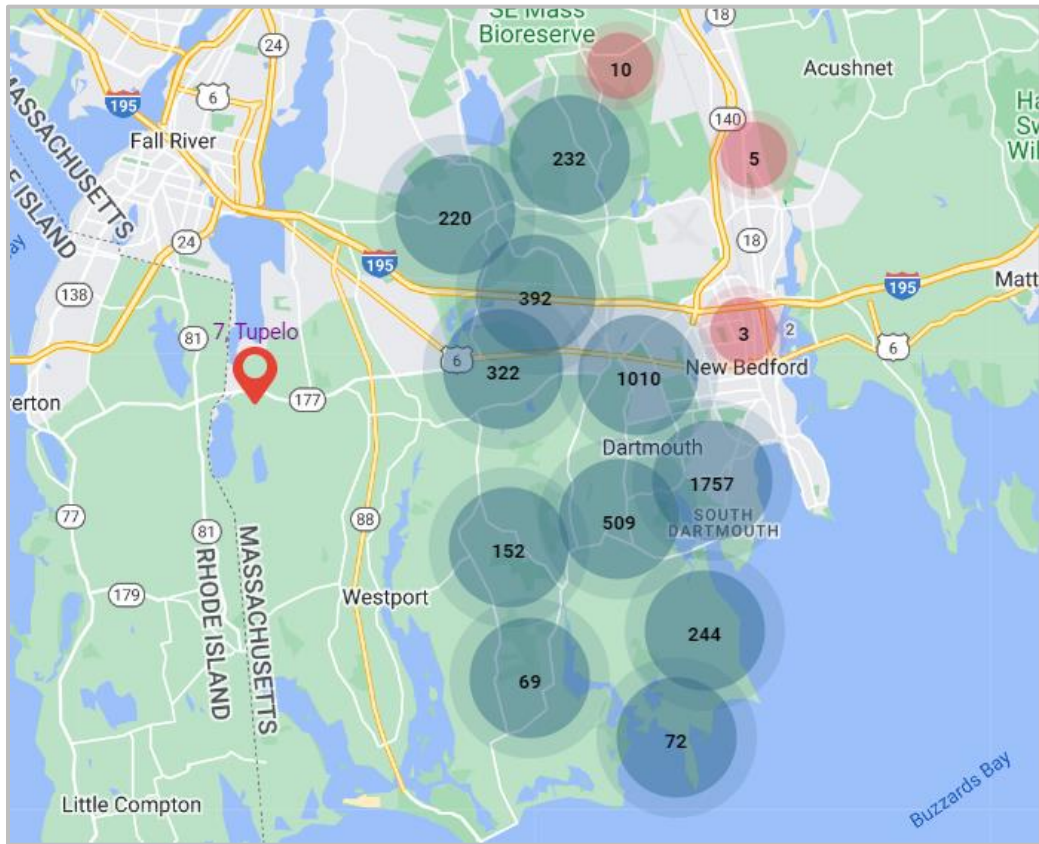 SE Mass
Bioreserve
18
24
10
Acushnet
6
195
140
Fall River
MASSACHUSETTS
232
5
220
ISLAND
24
18
195
195
Matt
138
392
81
7, Tupelo
3
2
6
6
322
1010
New Bedford
177
erton
Dartmouth
1757
77
88
509
SOUTH
DARTMOUTH
81
152
RHODE ISLAND
MASSACHUSETTS
179
Westport
244
69
72
Little Compton
Buzzards Bay